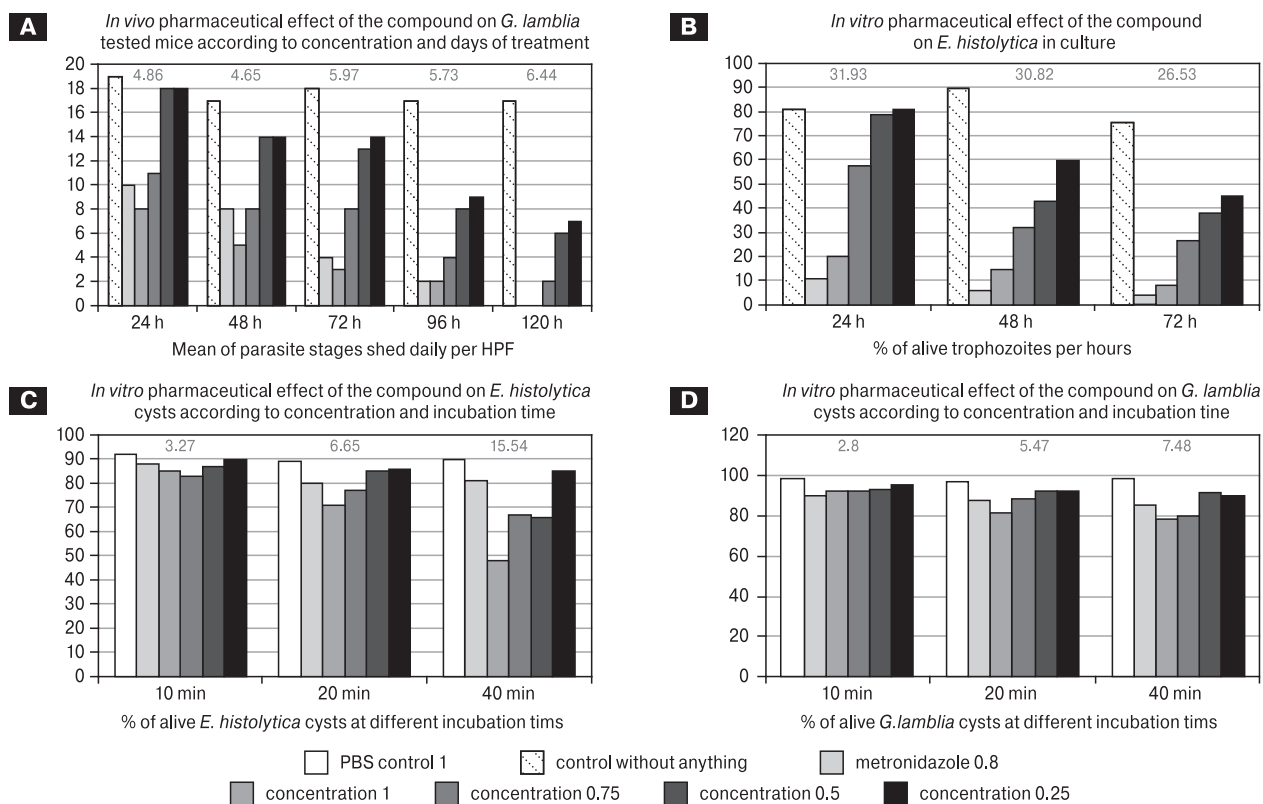 A
In vivo pharmaceutical effect of the compound on G. lamblia
tested mice according to concentration and days of treatment
20
18
16
14
12
10
8
6
4
2
0
4.86 4.65 5.97 5.73 6.44
24 h 48 h 72 h 96 h 120 h
Mean of parasite stages shed daily per HPF
B
In vitro pharmaceutical effect of the compound
on E. histolytica in culture
100
90
80
70
60
50
40
30
20
10
0
31.93 30.82 26.53
24 h 48 h 72 h
% of alive trophozoites per hours
C
In vitro pharmaceutical effect of the compound on E. histolytica
cysts according to concentration and incubation time
100
90
80
70
60
50
40
30
20
10
0
3.27 6.65 15.54
10 min 20 min 40 min
% of alive E. histolytica cysts at different incubation tims
D
In vitro pharmaceutical effect of the compound on G. lamblia
cysts according to concentration and incubation tine
120
100
80
60
40
20
0
2.8 5.47 7.48
10 min 20 min 40 min
% of alive G.lamblia cysts at different incubation tims
PBS control 1 control without anything metronidazole 0.8
concentration 1 concentration 0.75 concentration 0.5 concentration 0.25